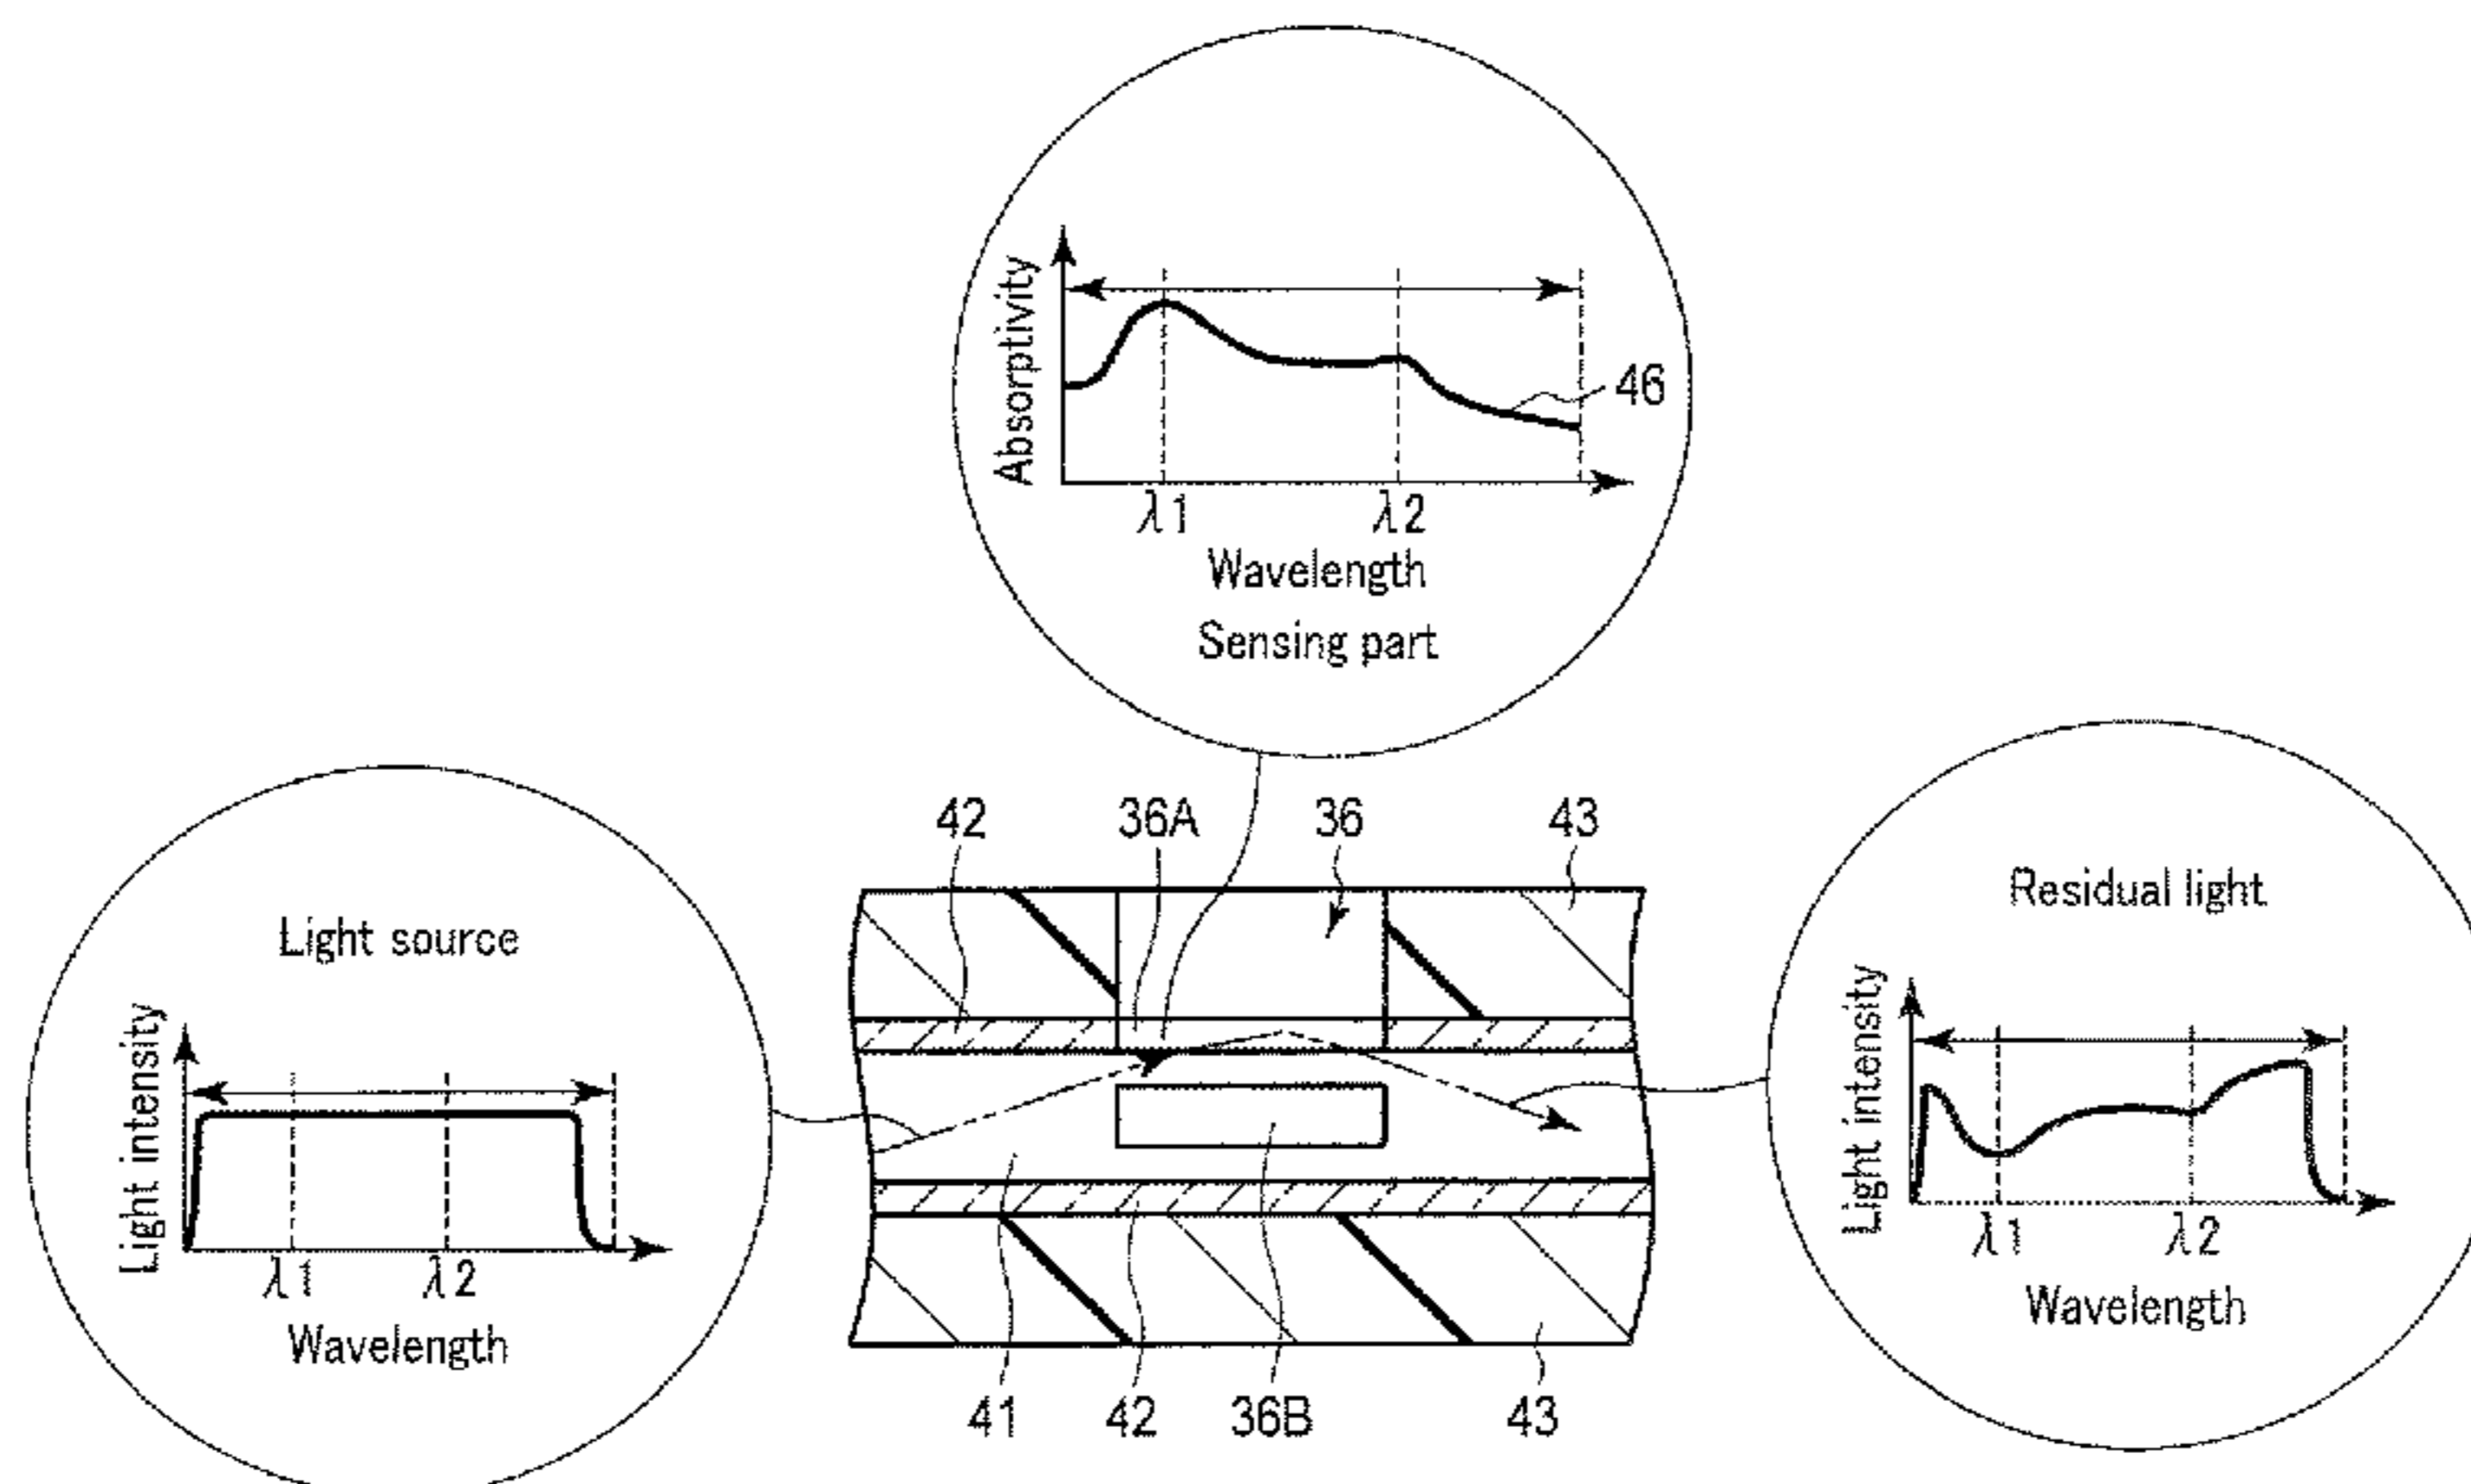 Absorptivity
46
λ1
λ2
Wavelength
Sensing part
Light source
Light intensity
λ1
λ2
Wavelength
42
36A
36
43
41
42
36B
43
Residual light
Light intensity
λ1
λ2
Wavelength